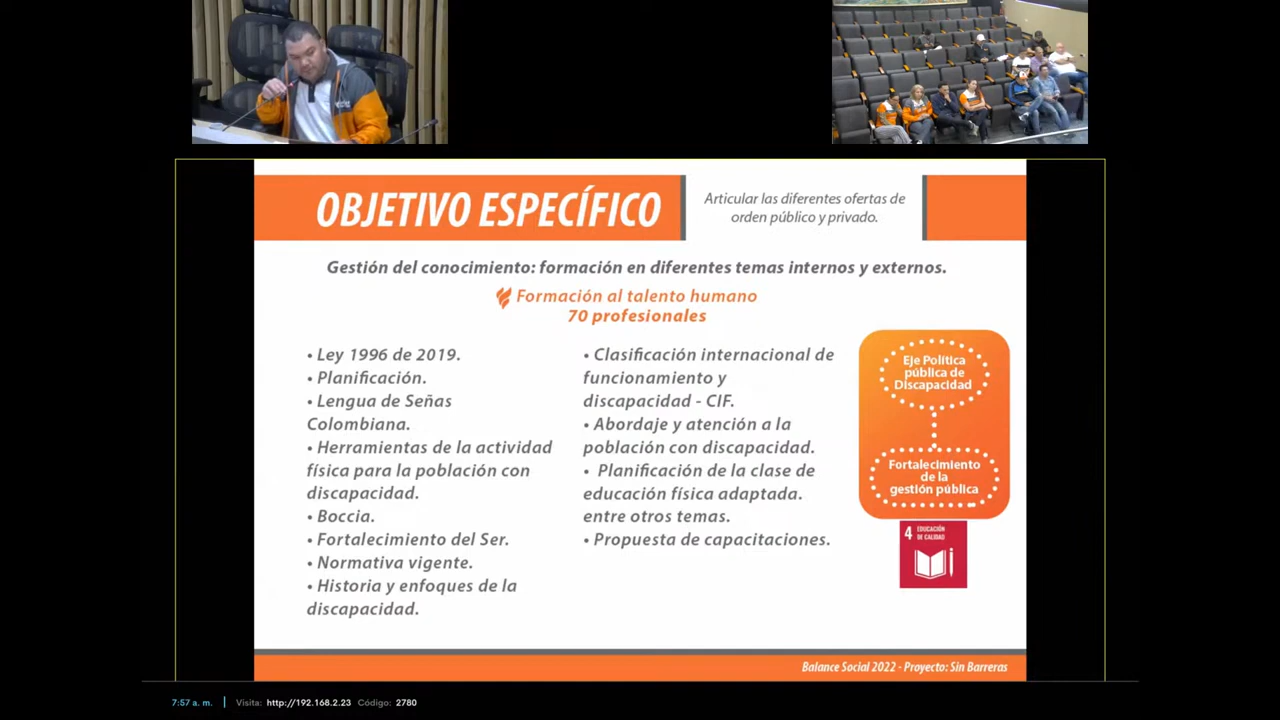 OBJETIVO ESPECÍFICO
Articular las diferentes ofertas de
orden público y privado.
Gestión del conocimiento: formación en diferentes temas internos y externos.
Formación al talento humano
70 profesionales
• Ley 1996 de 2019.
• Planificación.
• Lengua de Señas
Colombiana.
• Herramientas de la actividad
física para la población con
discapacidad.
• Boccia.
• Fortalecimiento del Ser.
• Normativa vigente.
• Historia y enfoques de la
discapacidad.
• Clasificación internacional de
funcionamiento y
discapacidad - CIF.
• Abordaje y atención a la
población con discapacidad.
• Planificación de la clase de
educación física adaptada.
entre otros temas.
• Propuesta de capacitaciones.
Eje Política
pública de
Discapacidad
Fortalecimiento
de la
gestión pública
4 EDUCACIÓN
DE CALIDAD
Balance Social 2022 - Proyecto: Sin Barreras
7:57 a. m. | Visita: http://192.168.2.23 Código: 2780